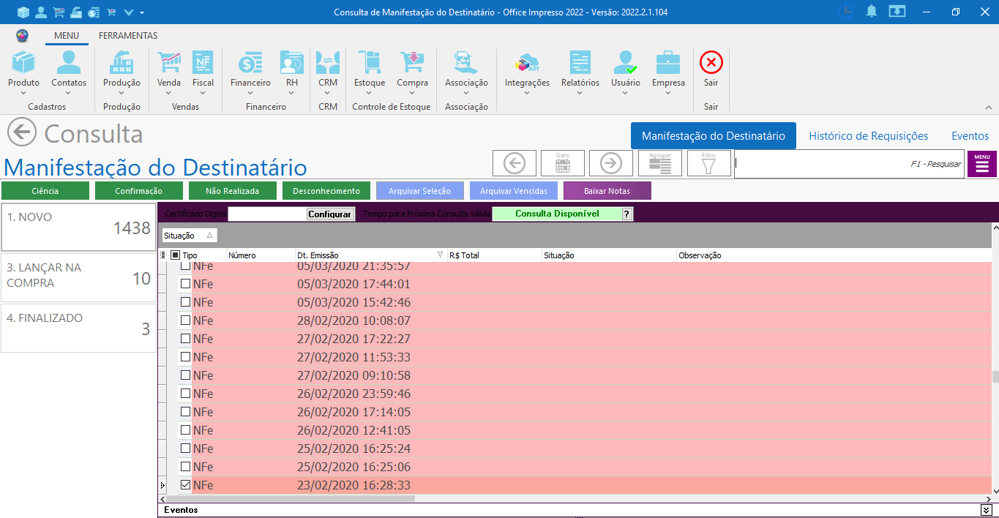 Consulta de Manifestação do Destinatário - Office Impresso 2022 - Versão: 2022.2.1.104
MENU FERRAMENTAS
NF API
Produto Contatos Produção Venda Fiscal Financeiro RH CRM Estoque Compra Associação Integrações Relatórios Usuário Empresa Sair
Cadastros Produção Vendas Financeiro CRM Controle de Estoque Associação Sair
Consulta
Manifestação do Destinatário Histórico de Requisições Eventos
Manifestação do Destinatário
Data Agrupar Filtro F1 - Pesquisar MENU
Ciência Confirmação Não Realizada Desconhecimento Arquivar Seleção Arquivar Vencidas Baixar Notas
1. NOVO
1438
3. LANÇAR NA
COMPRA
10
4. FINALIZADO
3
Certificado Digital Configurar Tempo para Próxima Consulta Válida Consulta Disponível ?
Situação
Tipo Número Dt. Emissão R$ Total Situação Observação
NFe 05/03/2020 21:35:57
NFe 05/03/2020 17:44:01
NFe 05/03/2020 15:42:46
NFe 28/02/2020 10:08:07
NFe 27/02/2020 17:22:27
NFe 27/02/2020 11:53:33
NFe 27/02/2020 09:10:58
NFe 26/02/2020 23:59:46
NFe 26/02/2020 17:14:05
NFe 26/02/2020 12:41:05
NFe 25/02/2020 16:25:24
NFe 25/02/2020 16:25:06
NFe 23/02/2020 16:28:33
Eventos